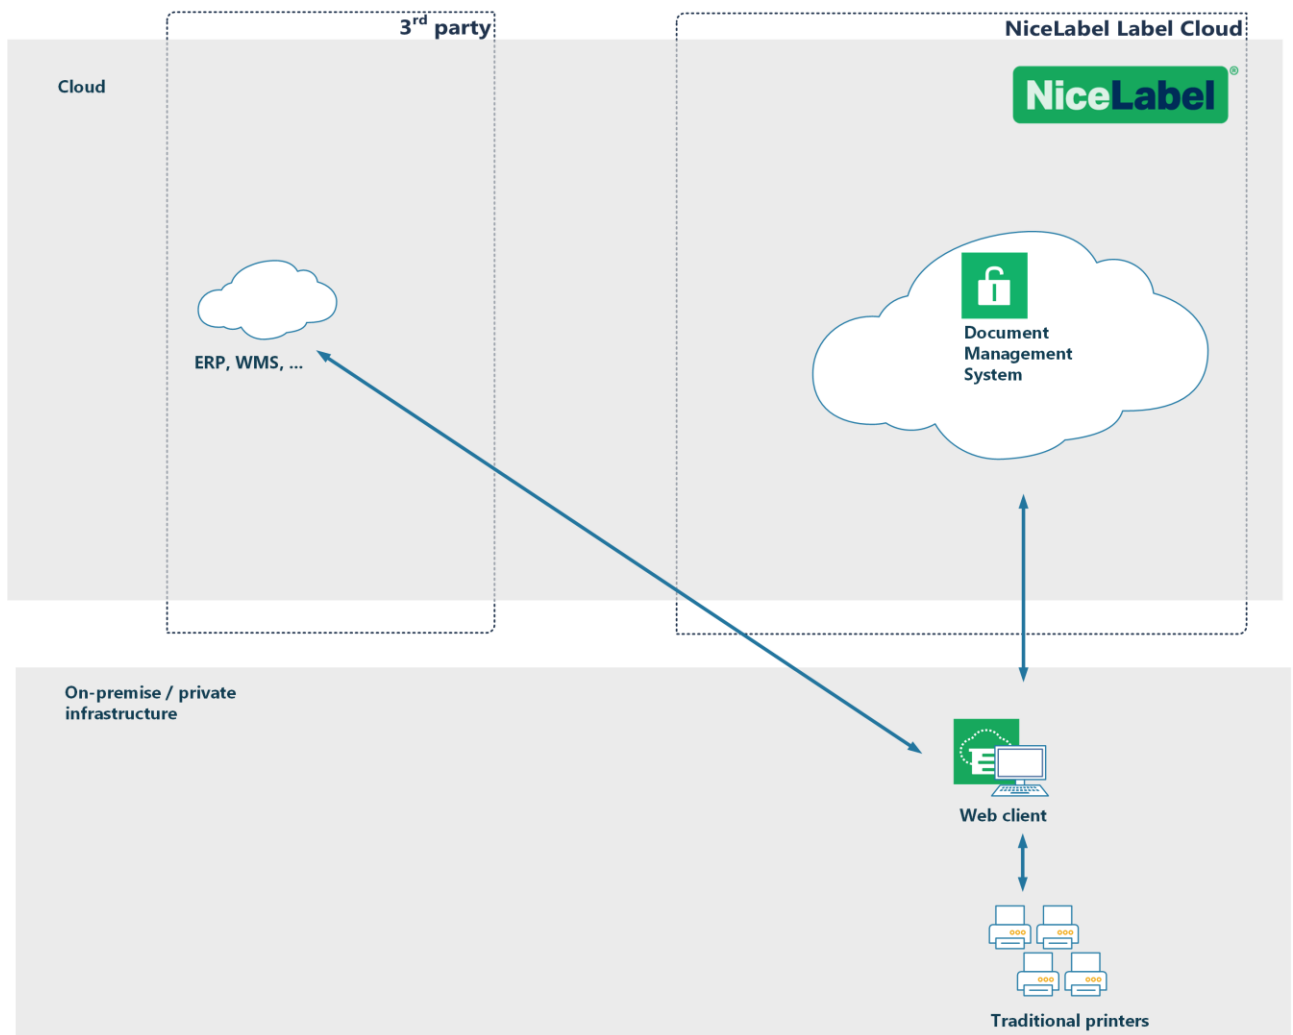 3rd party
NiceLabel Label Cloud
Cloud
NiceLabel®
Document
Management
System
ERP, WMS, ...
On-premise / private
infrastructure
Web client
Traditional printers